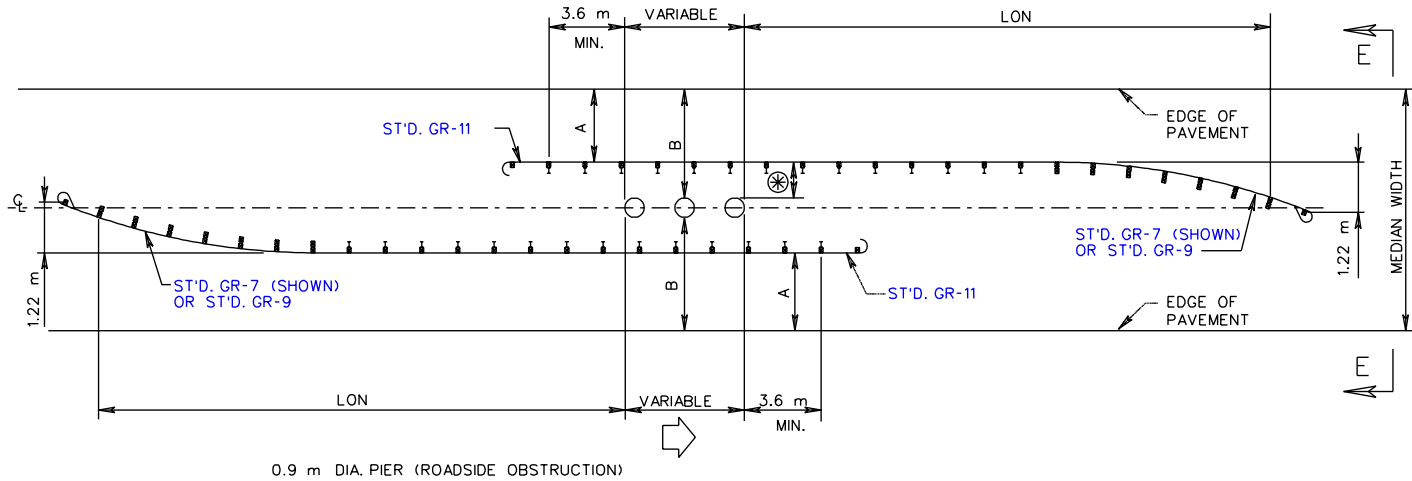 3.6 m
VARIABLE
LON
MIN.
E
EDGE OF
PAVEMENT
ST'D. GR-11
A
B
MEDIAN WIDTH
℄
1.22 m
ST'D. GR-7 (SHOWN)
OR ST'D. GR-9
1.22 m
ST'D. GR-7 (SHOWN)
OR ST'D. GR-9
B
A
ST'D. GR-11
EDGE OF
PAVEMENT
E
LON
VARIABLE
3.6 m
MIN.
0.9 m DIA. PIER (ROADSIDE OBSTRUCTION)